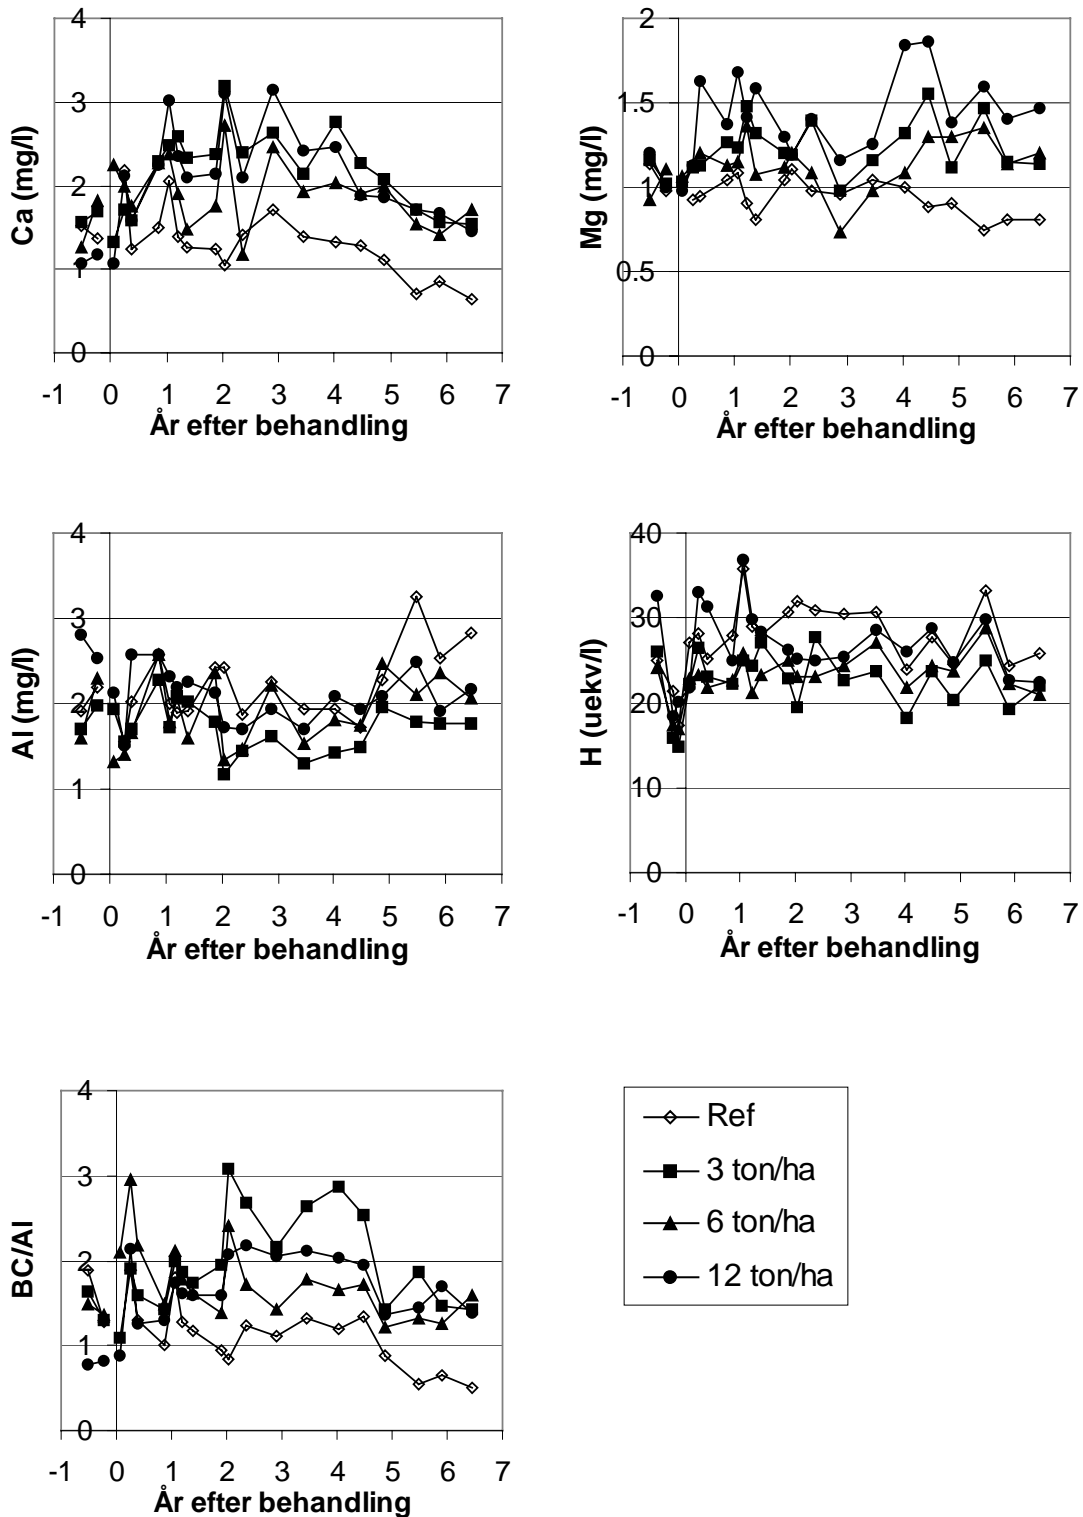 4
3
2
1
0
Ca (mg/l)
-1 0 1 2 3 4 5 6 7
År efter behandling
2
1.5
1
0.5
0
Mg (mg/l)
-1 0 1 2 3 4 5 6 7
År efter behandling
4
3
2
1
0
Al (mg/l)
-1 0 1 2 3 4 5 6 7
År efter behandling
40
30
20
10
0
H (uekv/l)
-1 0 1 2 3 4 5 6 7
År efter behandling
4
3
2
1
0
BC/Al
-1 0 1 2 3 4 5 6 7
År efter behandling
Ref
3 ton/ha
6 ton/ha
12 ton/ha